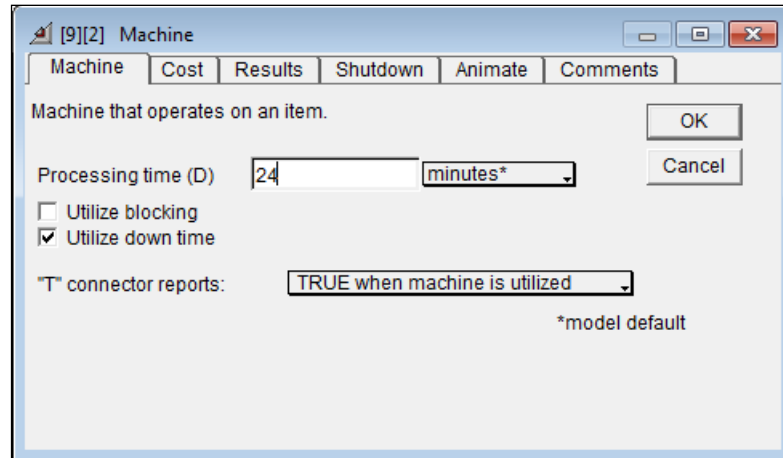 [9][2] Machine
Machine Cost Results Shutdown Animate Comments
Machine that operates on an item.
OK
Processing time (D) 24 minutes*
Cancel
Utilize blocking
Utilize down time
"T" connector reports: TRUE when machine is utilized
*model default